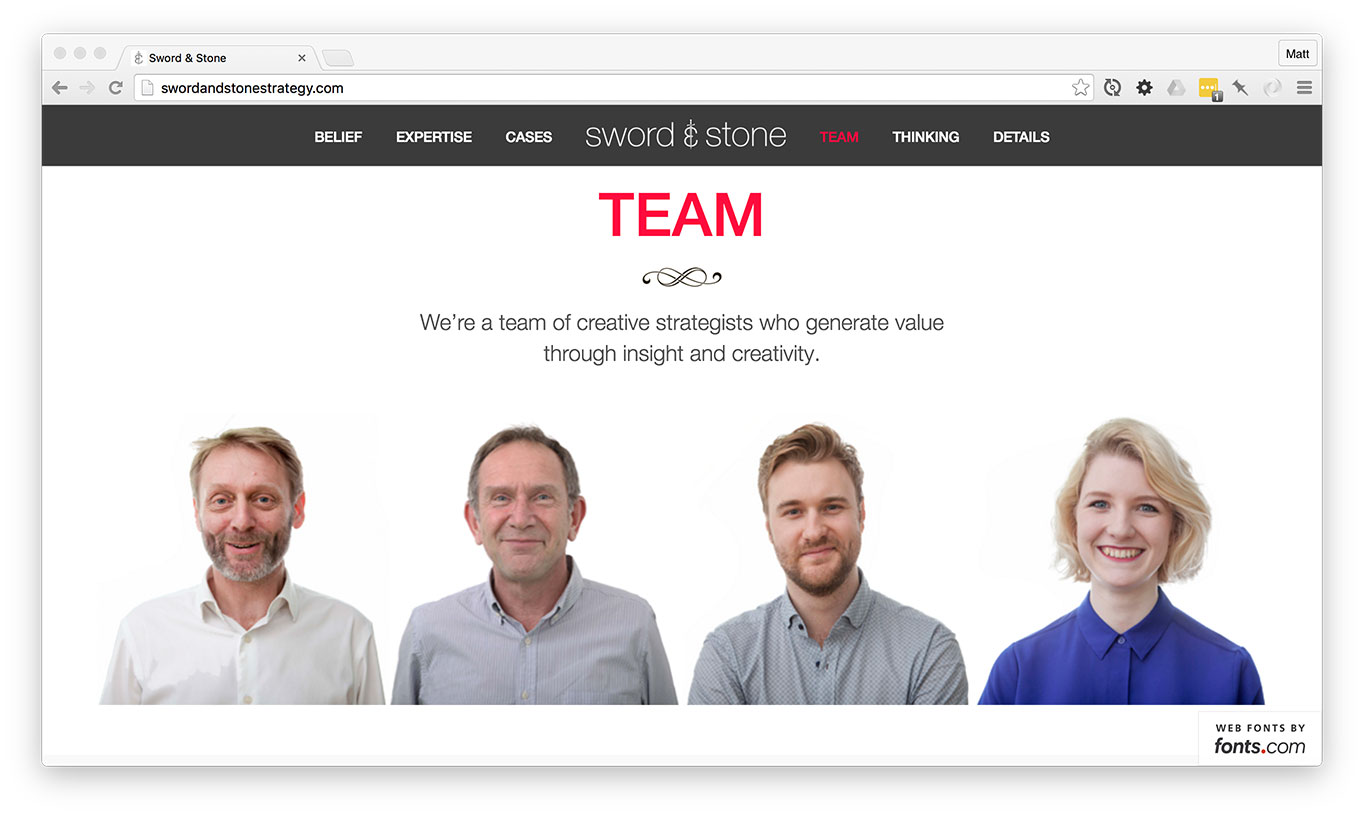 Sword & Stone
Matt
swordandstonestrategy.com
1
BELIEF EXPERTISE CASES sword & stone TEAM THINKING DETAILS
TEAM
We’re a team of creative strategists who generate value
through insight and creativity.
WEB FONTS BY
fonts.com